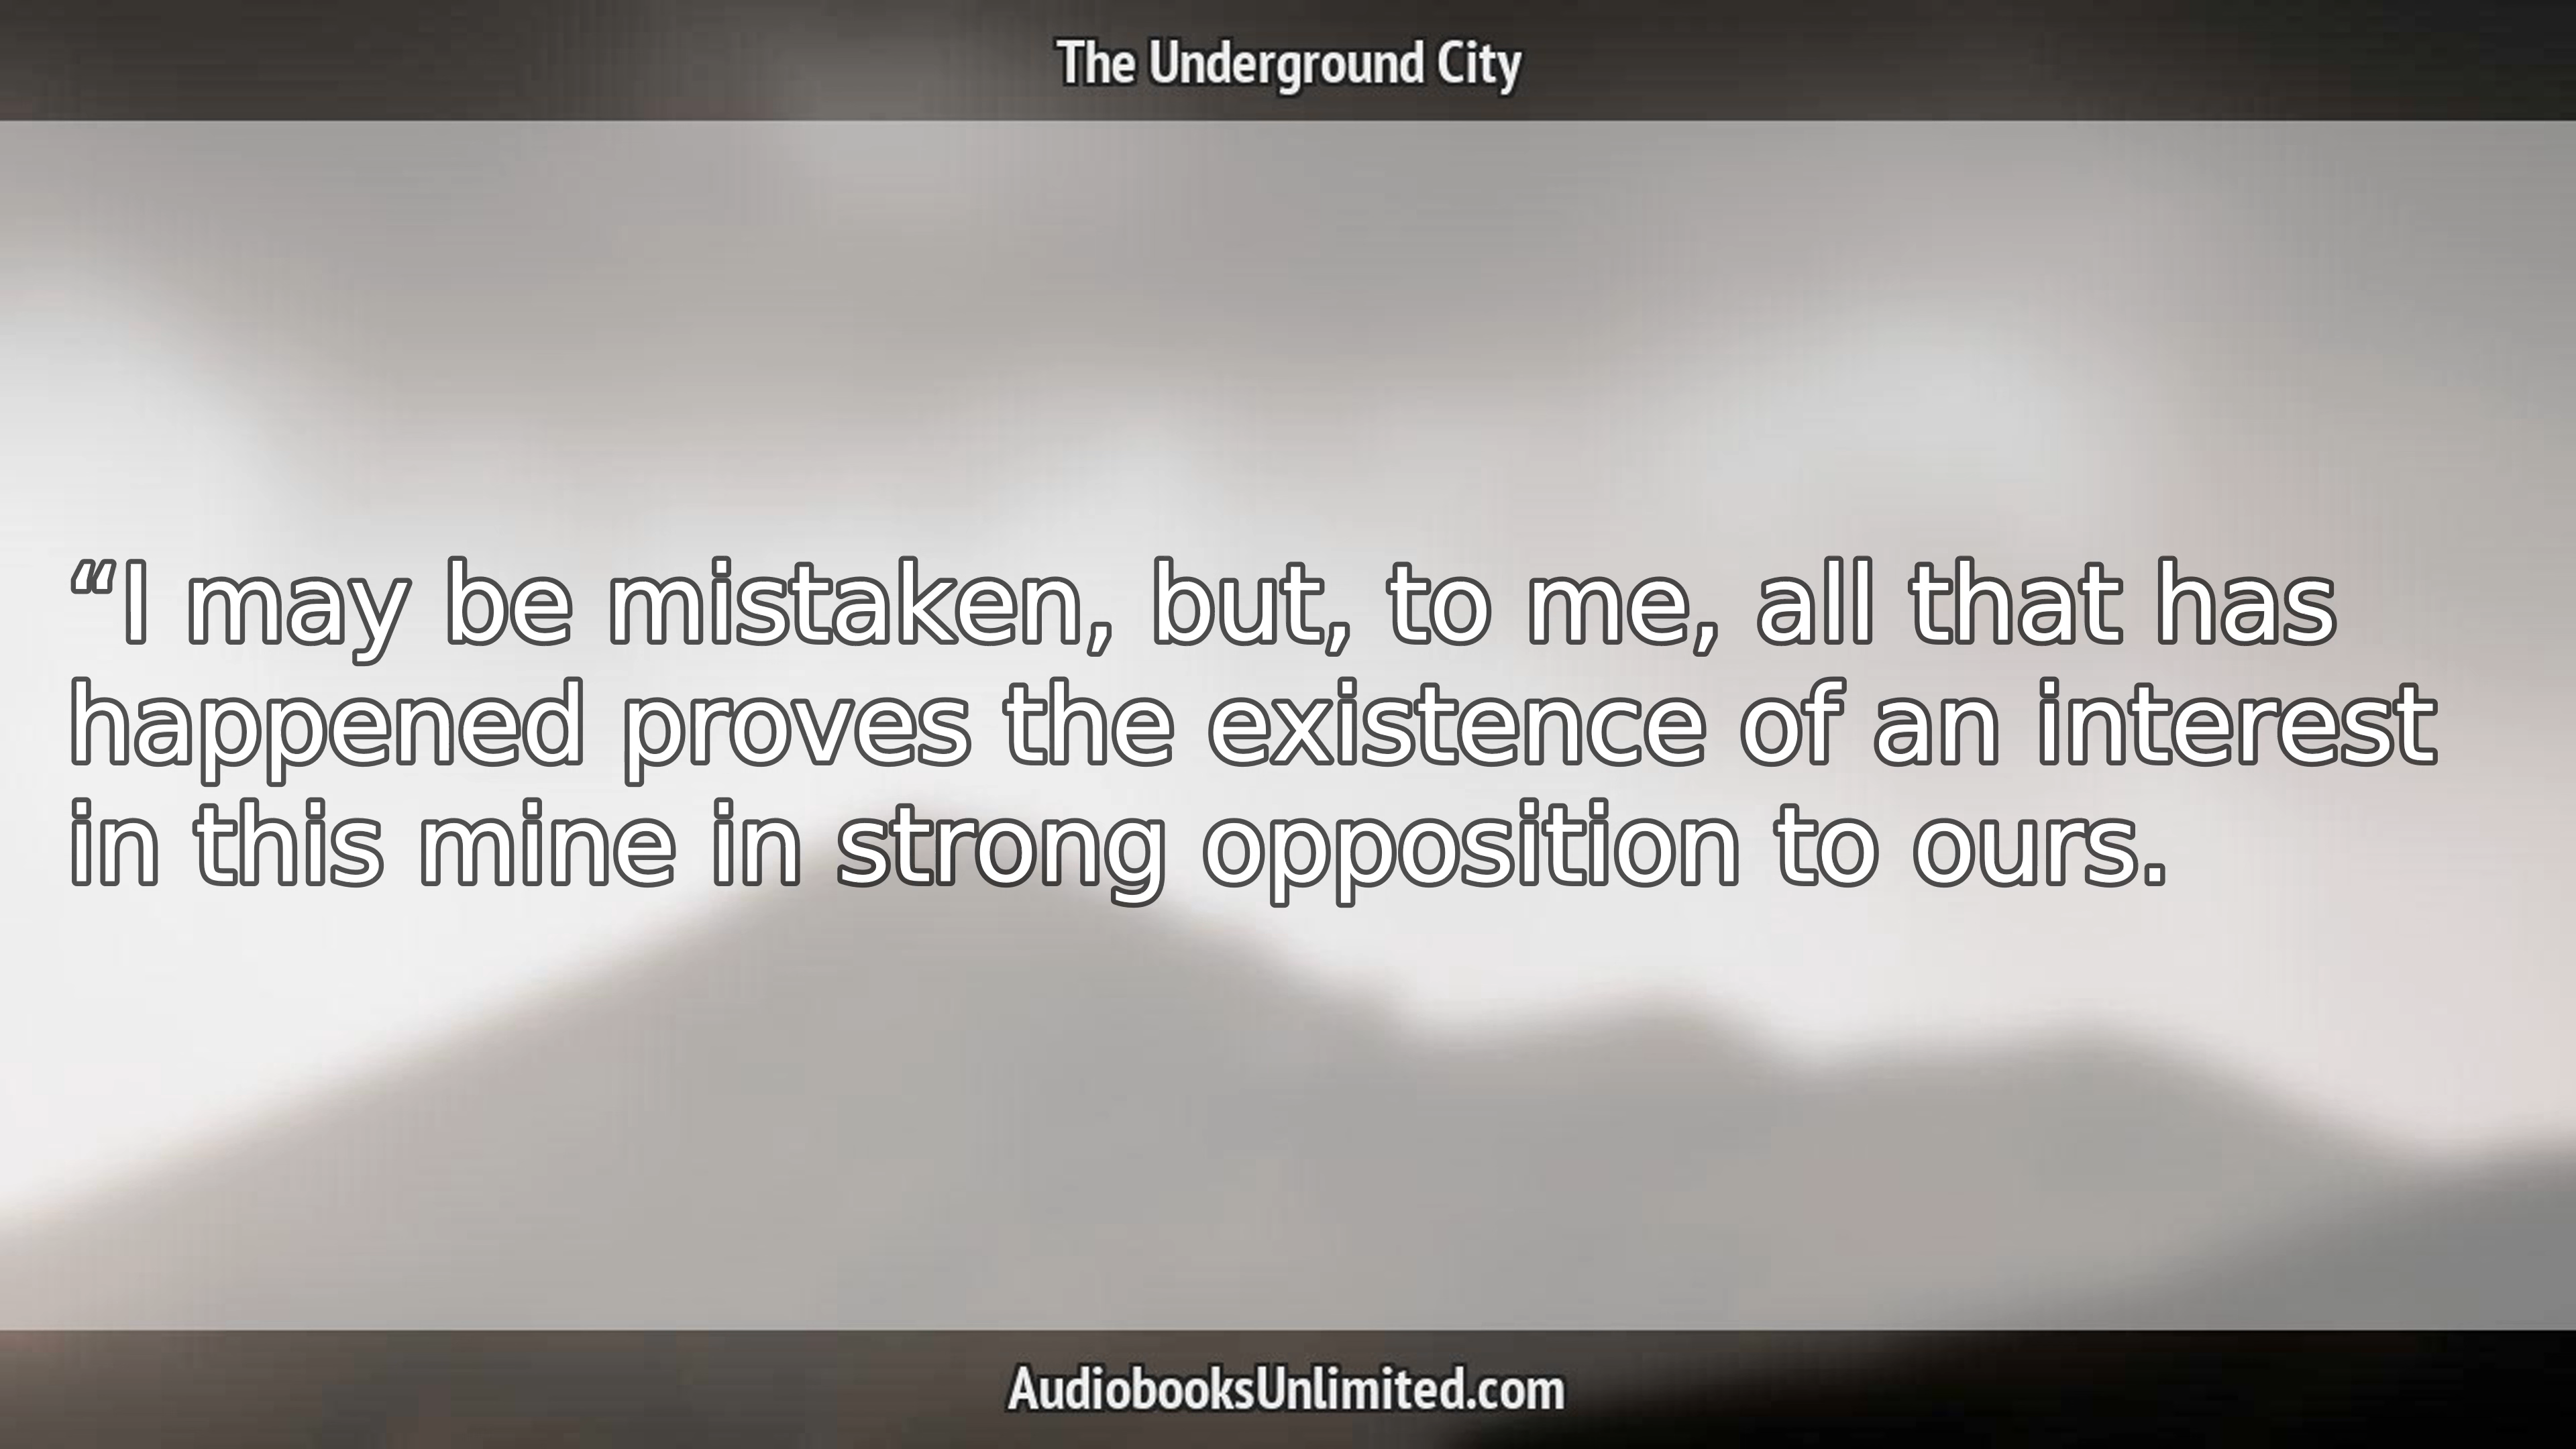 The Underground City
“I may be mistaken, but, to me, all that has
happened proves the existence of an interest
in this mine in strong opposition to ours.
AudiobooksUnlimited.com